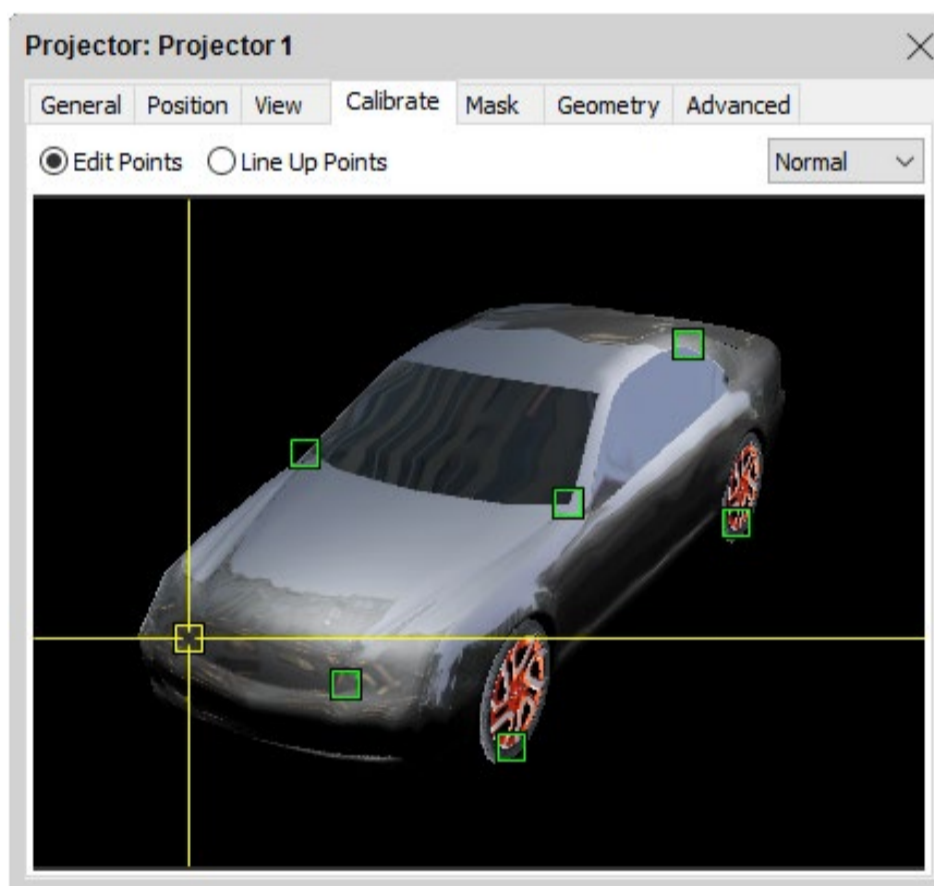 Projector: Projector 1
General Position View Calibrate Mask Geometry Advanced
Edit Points Line Up Points Normal